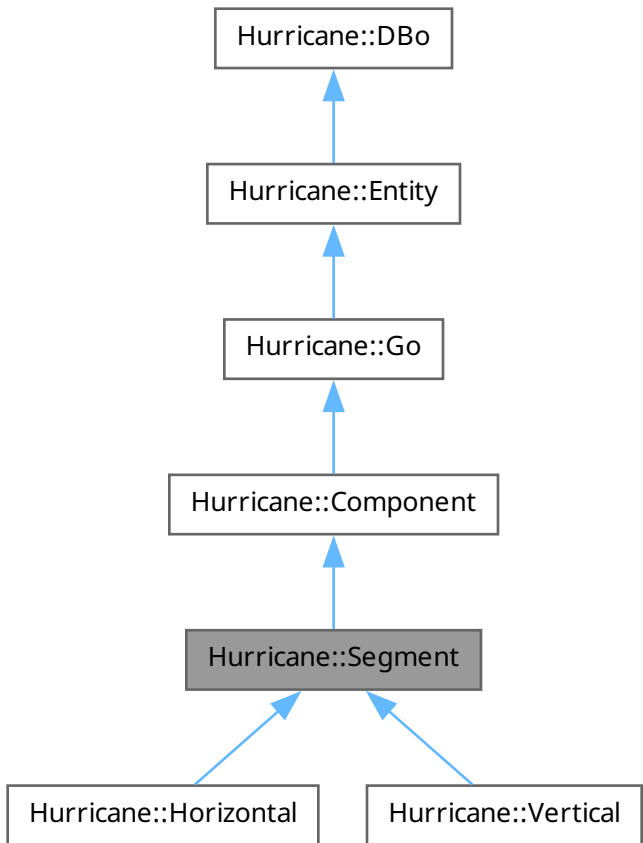 Hurricane::DBo
Hurricane::Entity
Hurricane::Go
Hurricane::Component
Hurricane::Segment
Hurricane::Horizontal
Hurricane::Vertical